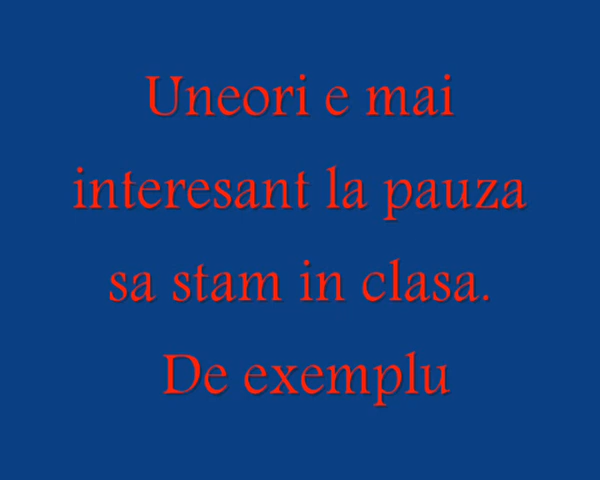 Uneori e mai
interesant la pauza
sa stam in clasa.
De exemplu